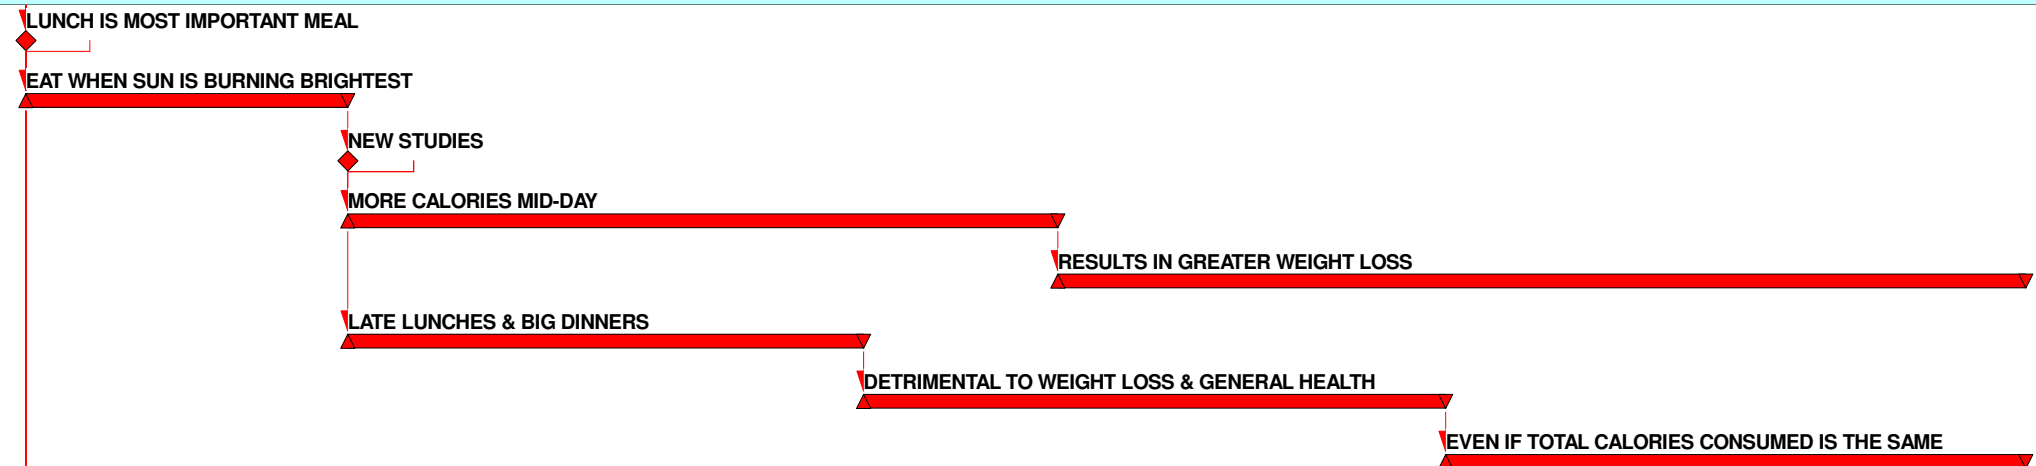 LUNCH IS MOST IMPORTANT MEAL
EAT WHEN SUN IS BURNING BRIGHTEST
NEW STUDIES
MORE CALORIES MID-DAY
RESULTS IN GREATER WEIGHT LOSS
LATE LUNCHES & BIG DINNERS
DETRIMENTAL TO WEIGHT LOSS & GENERAL HEALTH
EVEN IF TOTAL CALORIES CONSUMED IS THE SAME